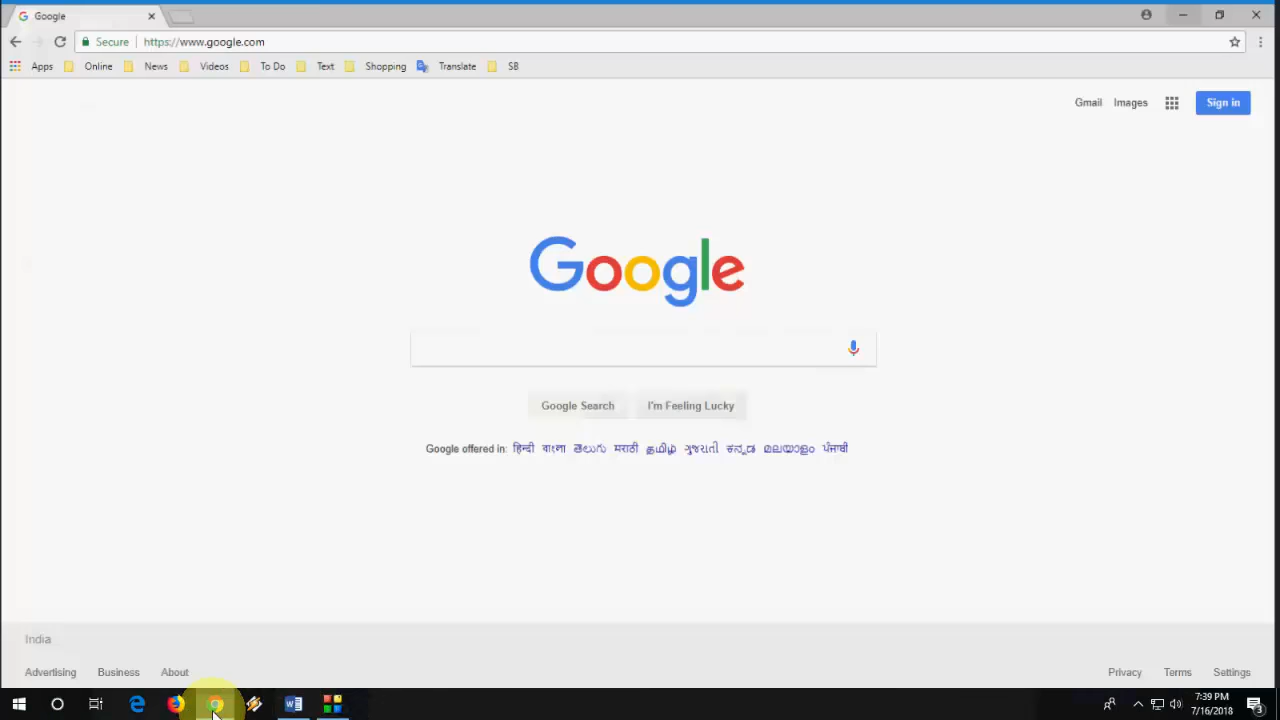 Google
Secure https://www.google.com
Apps Online News Videos To Do Text Shopping Translate SB
Gmail Images Sign in
Google
Google Search I'm Feeling Lucky
Google offered in: हिन्दी বাংলা తెలుగు मराठी தமிழ் ગુજરાતી ಕನ್ನಡ മലയാളം ਪੰਜਾਬੀ
India
Advertising Business About Privacy Terms Settings
7:39 PM
7/16/2018
3